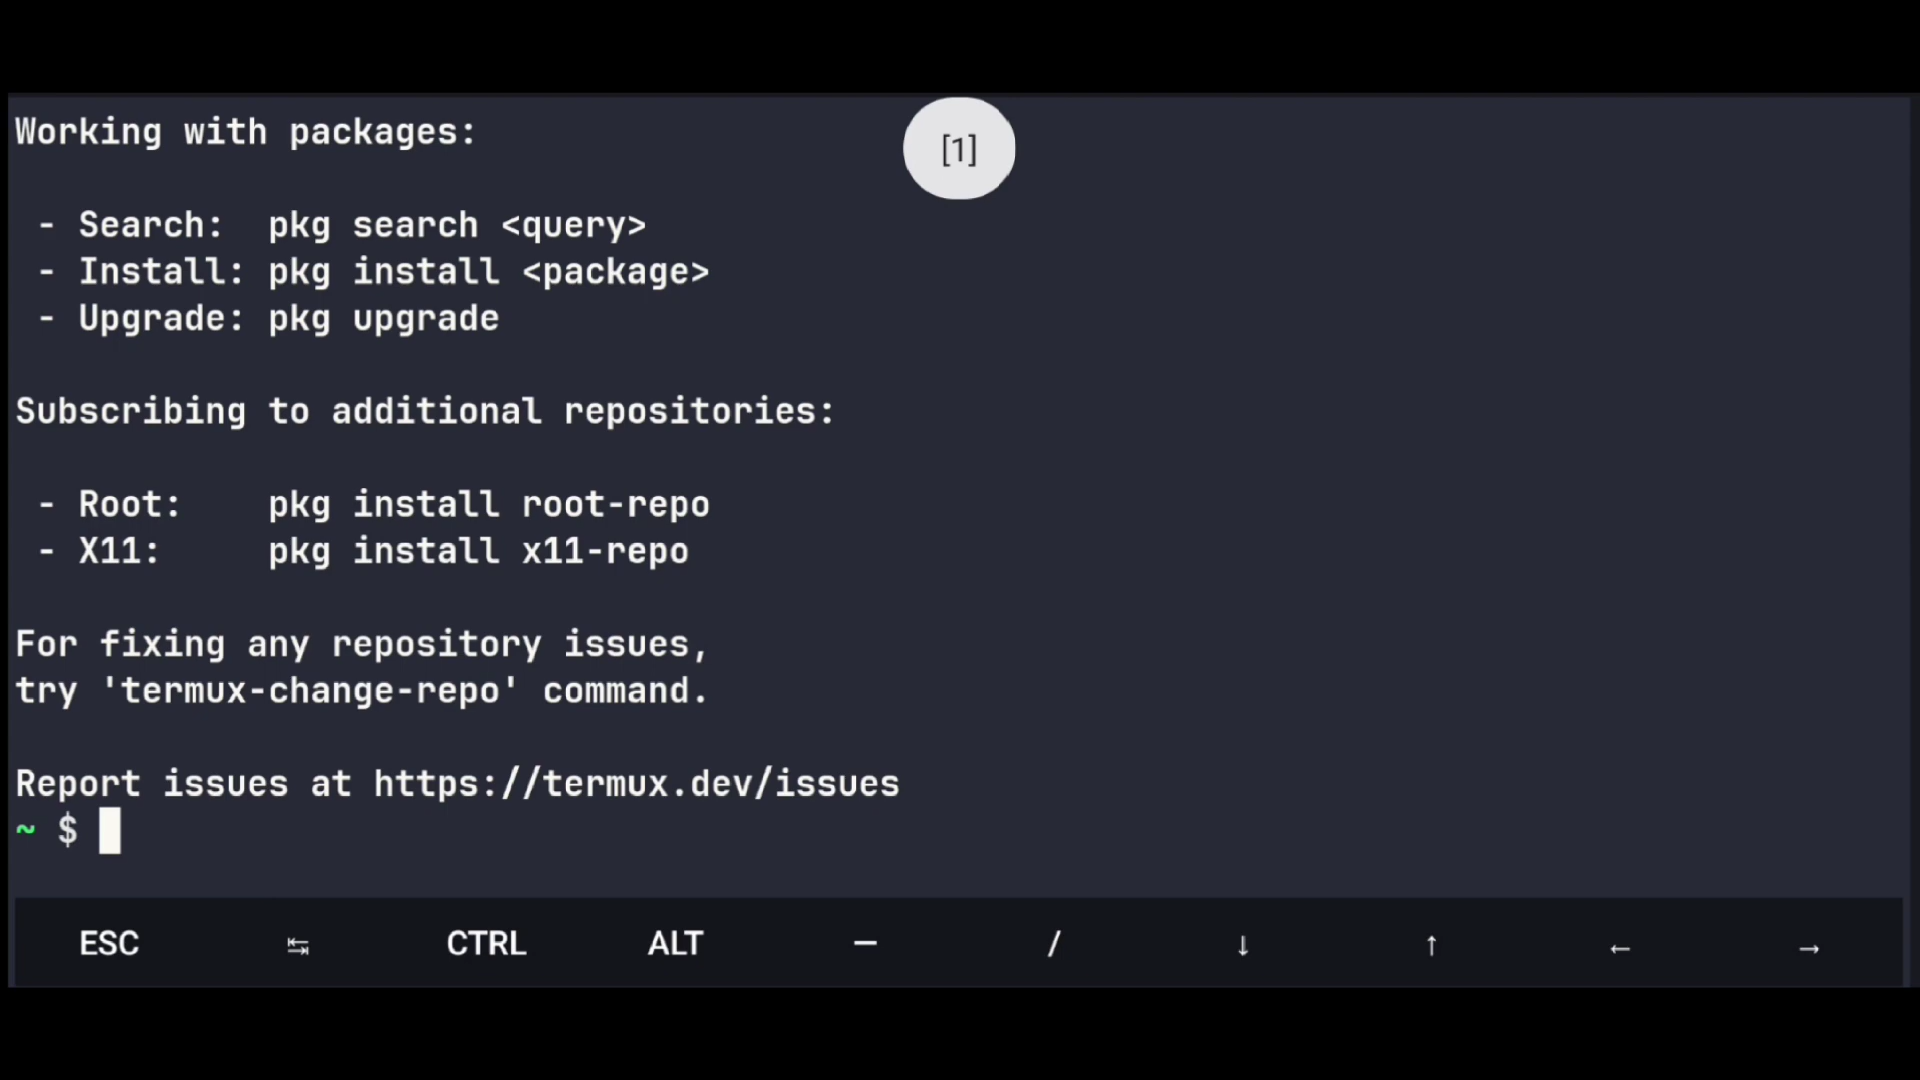 Working with packages:
[1]
- Search:  pkg search <query>
- Install: pkg install <package>
- Upgrade: pkg upgrade
Subscribing to additional repositories:
- Root:    pkg install root-repo
- X11:     pkg install x11-repo
For fixing any repository issues,
try 'termux-change-repo' command.
Report issues at https://termux.dev/issues
~ $
ESC ↹ CTRL ALT — / ↓ ↑ ← →